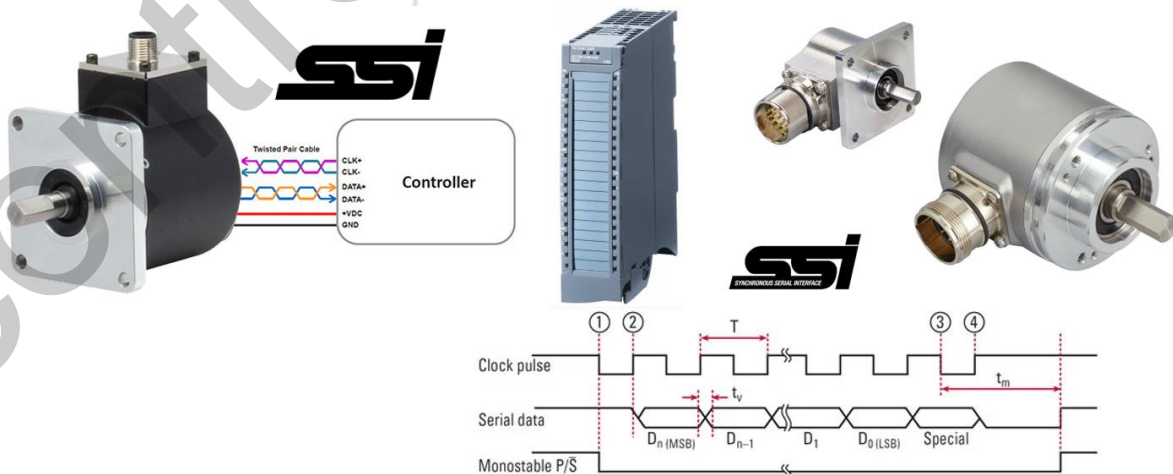 SSI
Twisted Pair Cable
CLK+
CLK-
DATA+
DATA-
+VDC
GND
Controller
SSI
SYNCHRONOUS SERIAL INTERFACE
① ② T ③ ④
Clock pulse
tₘ
tᵥ
Serial data
Dₙ (MSB) Dₙ₋₁ D₁ D₀ (LSB) Special
Monostable P/S̅